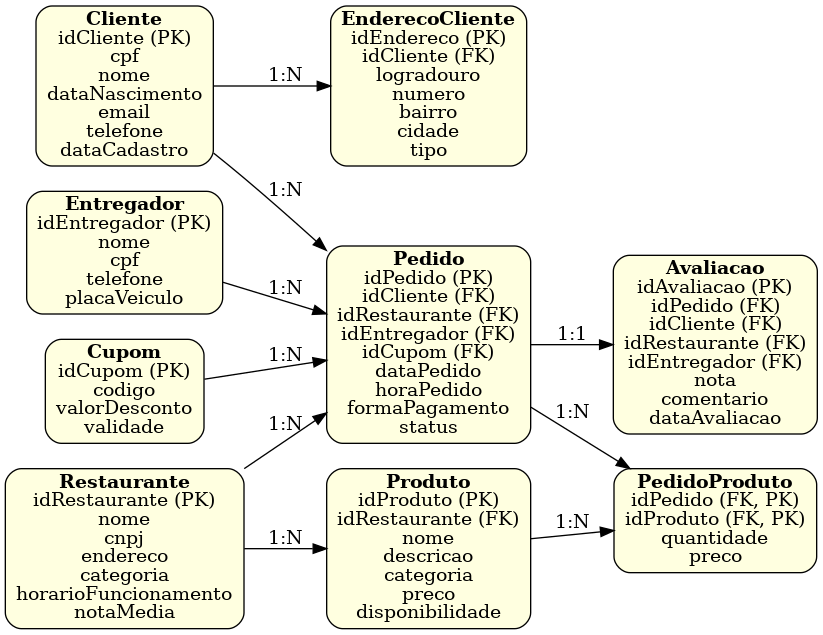 Cliente
idCliente (PK)
cpf
nome
dataNascimento
email
telefone
dataCadastro
1:N
EnderecoCliente
idEndereco (PK)
idCliente (FK)
logradouro
numero
bairro
cidade
tipo
1:N
Entregador
idEntregador (PK)
nome
cpf
telefone
placaVeiculo
1:N
Cupom
idCupom (PK)
codigo
valorDesconto
validade
1:N
Pedido
idPedido (PK)
idCliente (FK)
idRestaurante (FK)
idEntregador (FK)
idCupom (FK)
dataPedido
horaPedido
formaPagamento
status
1:1
Avaliacao
idAvaliacao (PK)
idPedido (FK)
idCliente (FK)
idRestaurante (FK)
idEntregador (FK)
nota
comentario
dataAvaliacao
1:N
1:N
Restaurante
idRestaurante (PK)
nome
cnpj
endereco
categoria
horarioFuncionamento
notaMedia
1:N
Produto
idProduto (PK)
idRestaurante (FK)
nome
descricao
categoria
preco
disponibilidade
1:N
PedidoProduto
idPedido (FK, PK)
idProduto (FK, PK)
quantidade
preco